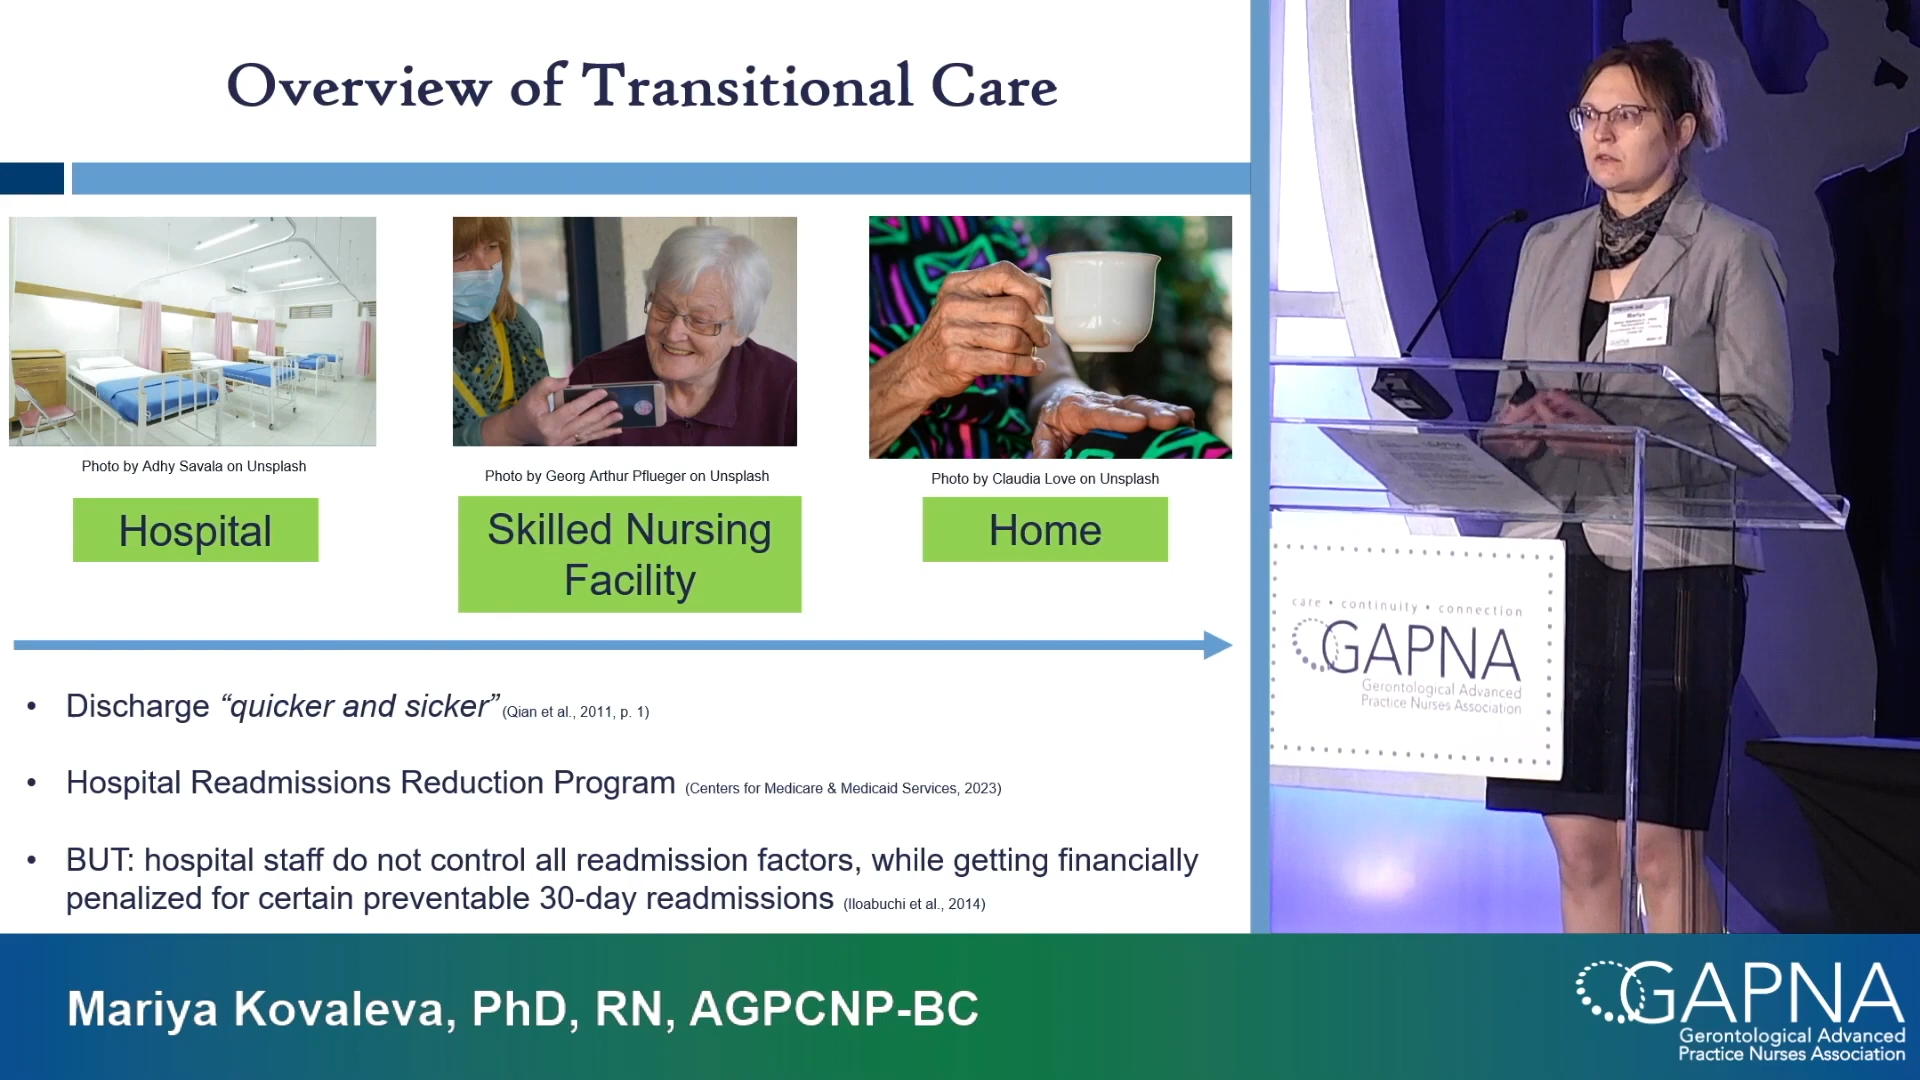 Overview of Transitional Care
Photo by Adhy Savala on Unsplash
Photo by Georg Arthur Pflueger on Unsplash
Photo by Claudia Love on Unsplash
Hospital
Skilled Nursing
Facility
Home
• Discharge “quicker and sicker” (Qian et al., 2011, p. 1)
• Hospital Readmissions Reduction Program (Centers for Medicare & Medicaid Services, 2023)
• BUT: hospital staff do not control all readmission factors, while getting financially
penalized for certain preventable 30-day readmissions (Iloabuchi et al., 2014)
Mariya
care • continuity • connection
GAPNA
Gerontological Advanced
Practice Nurses Association
Mariya Kovaleva, PhD, RN, AGPCNP-BC
GAPNA
Gerontological Advanced
Practice Nurses Association